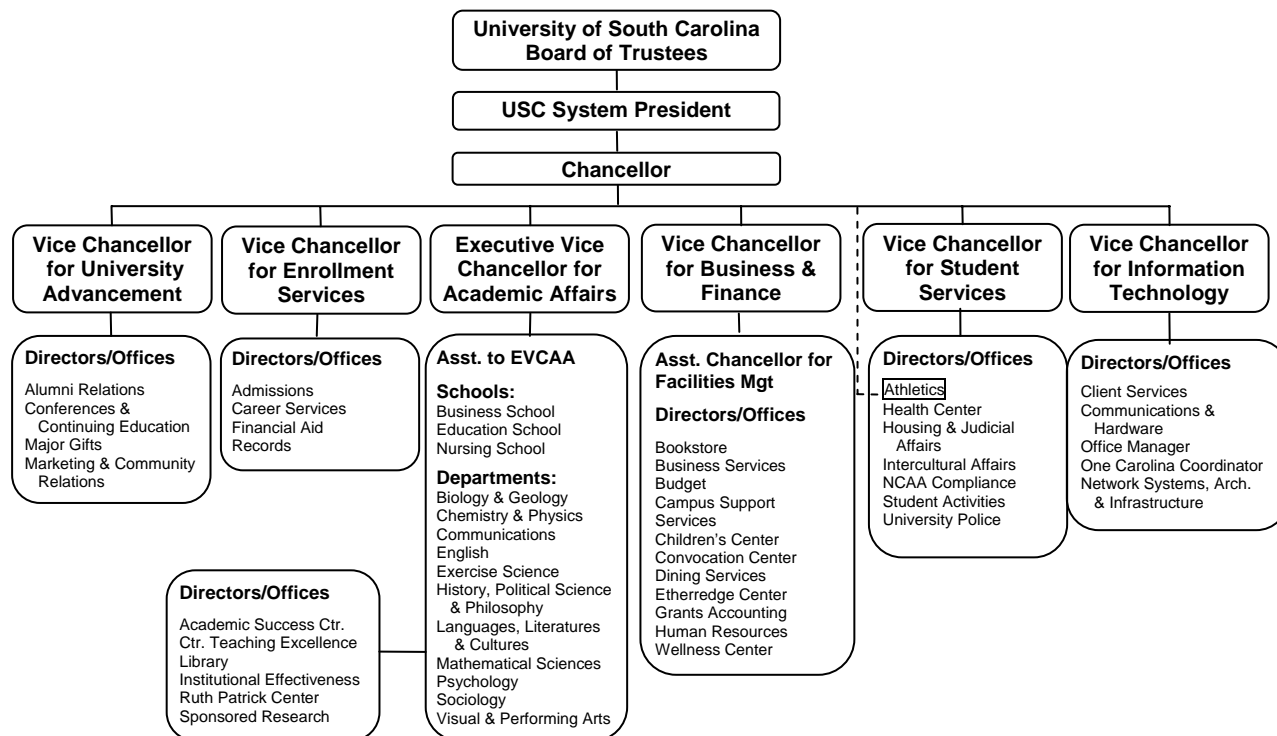 University of South Carolina
Board of Trustees
USC System President
Chancellor
Vice Chancellor
for University
Advancement
Vice Chancellor
for Enrollment
Services
Executive Vice
Chancellor for
Academic Affairs
Vice Chancellor
for Business &
Finance
Vice Chancellor
for Student
Services
Vice Chancellor
for Information
Technology
Directors/Offices
Alumni Relations
Conferences &
Continuing Education
Major Gifts
Marketing & Community
Relations
Directors/Offices
Admissions
Career Services
Financial Aid
Records
Asst. to EVCAA
Schools:
Business School
Education School
Nursing School
Departments:
Biology & Geology
Chemistry & Physics
Communications
English
Exercise Science
History, Political Science
& Philosophy
Languages, Literatures
& Cultures
Mathematical Sciences
Psychology
Sociology
Visual & Performing Arts
Directors/Offices
Academic Success Ctr.
Ctr. Teaching Excellence
Library
Institutional Effectiveness
Ruth Patrick Center
Sponsored Research
Asst. Chancellor for
Facilities Mgt
Directors/Offices
Bookstore
Business Services
Budget
Campus Support
Services
Children's Center
Convocation Center
Dining Services
Etherredge Center
Grants Accounting
Human Resources
Wellness Center
Directors/Offices
Athletics
Health Center
Housing & Judicial
Affairs
Intercultural Affairs
NCAA Compliance
Student Activities
University Police
Directors/Offices
Client Services
Communications &
Hardware
Office Manager
One Carolina Coordinator
Network Systems, Arch.
& Infrastructure